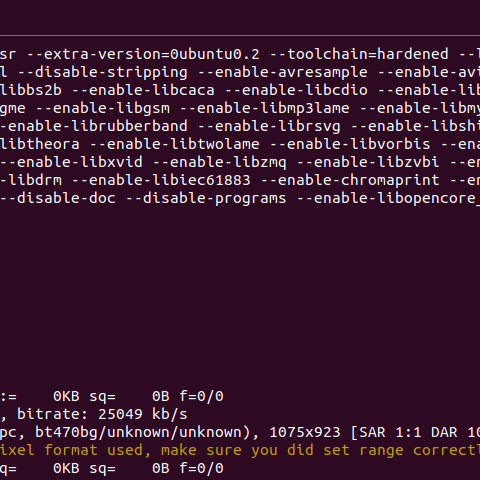 sr --extra-version=0ubuntu0.2 --toolchain=hardened --l
l --disable-stripping --enable-avresample --enable-avi
libbs2b --enable-libcaca --enable-libcdio --enable-lib
gme --enable-libgsm --enable-libmp3lame --enable-libmy
-enable-librubberband --enable-librsvg --enable-libshi
libtheora --enable-libtwolame --enable-libvorbis --ena
--enable-libxvid --enable-libzmq --enable-libzvbi --en
-libdrm --enable-libiec61883 --enable-chromaprint --en
--disable-doc --disable-programs --enable-libopencore_
:=    0KB sq=    0B f=0/0
, bitrate: 25049 kb/s
pc, bt470bg/unknown/unknown), 1075x923 [SAR 1:1 DAR 10
ixel format used, make sure you did set range correctl
q=    0KB sq=    0B f=0/0